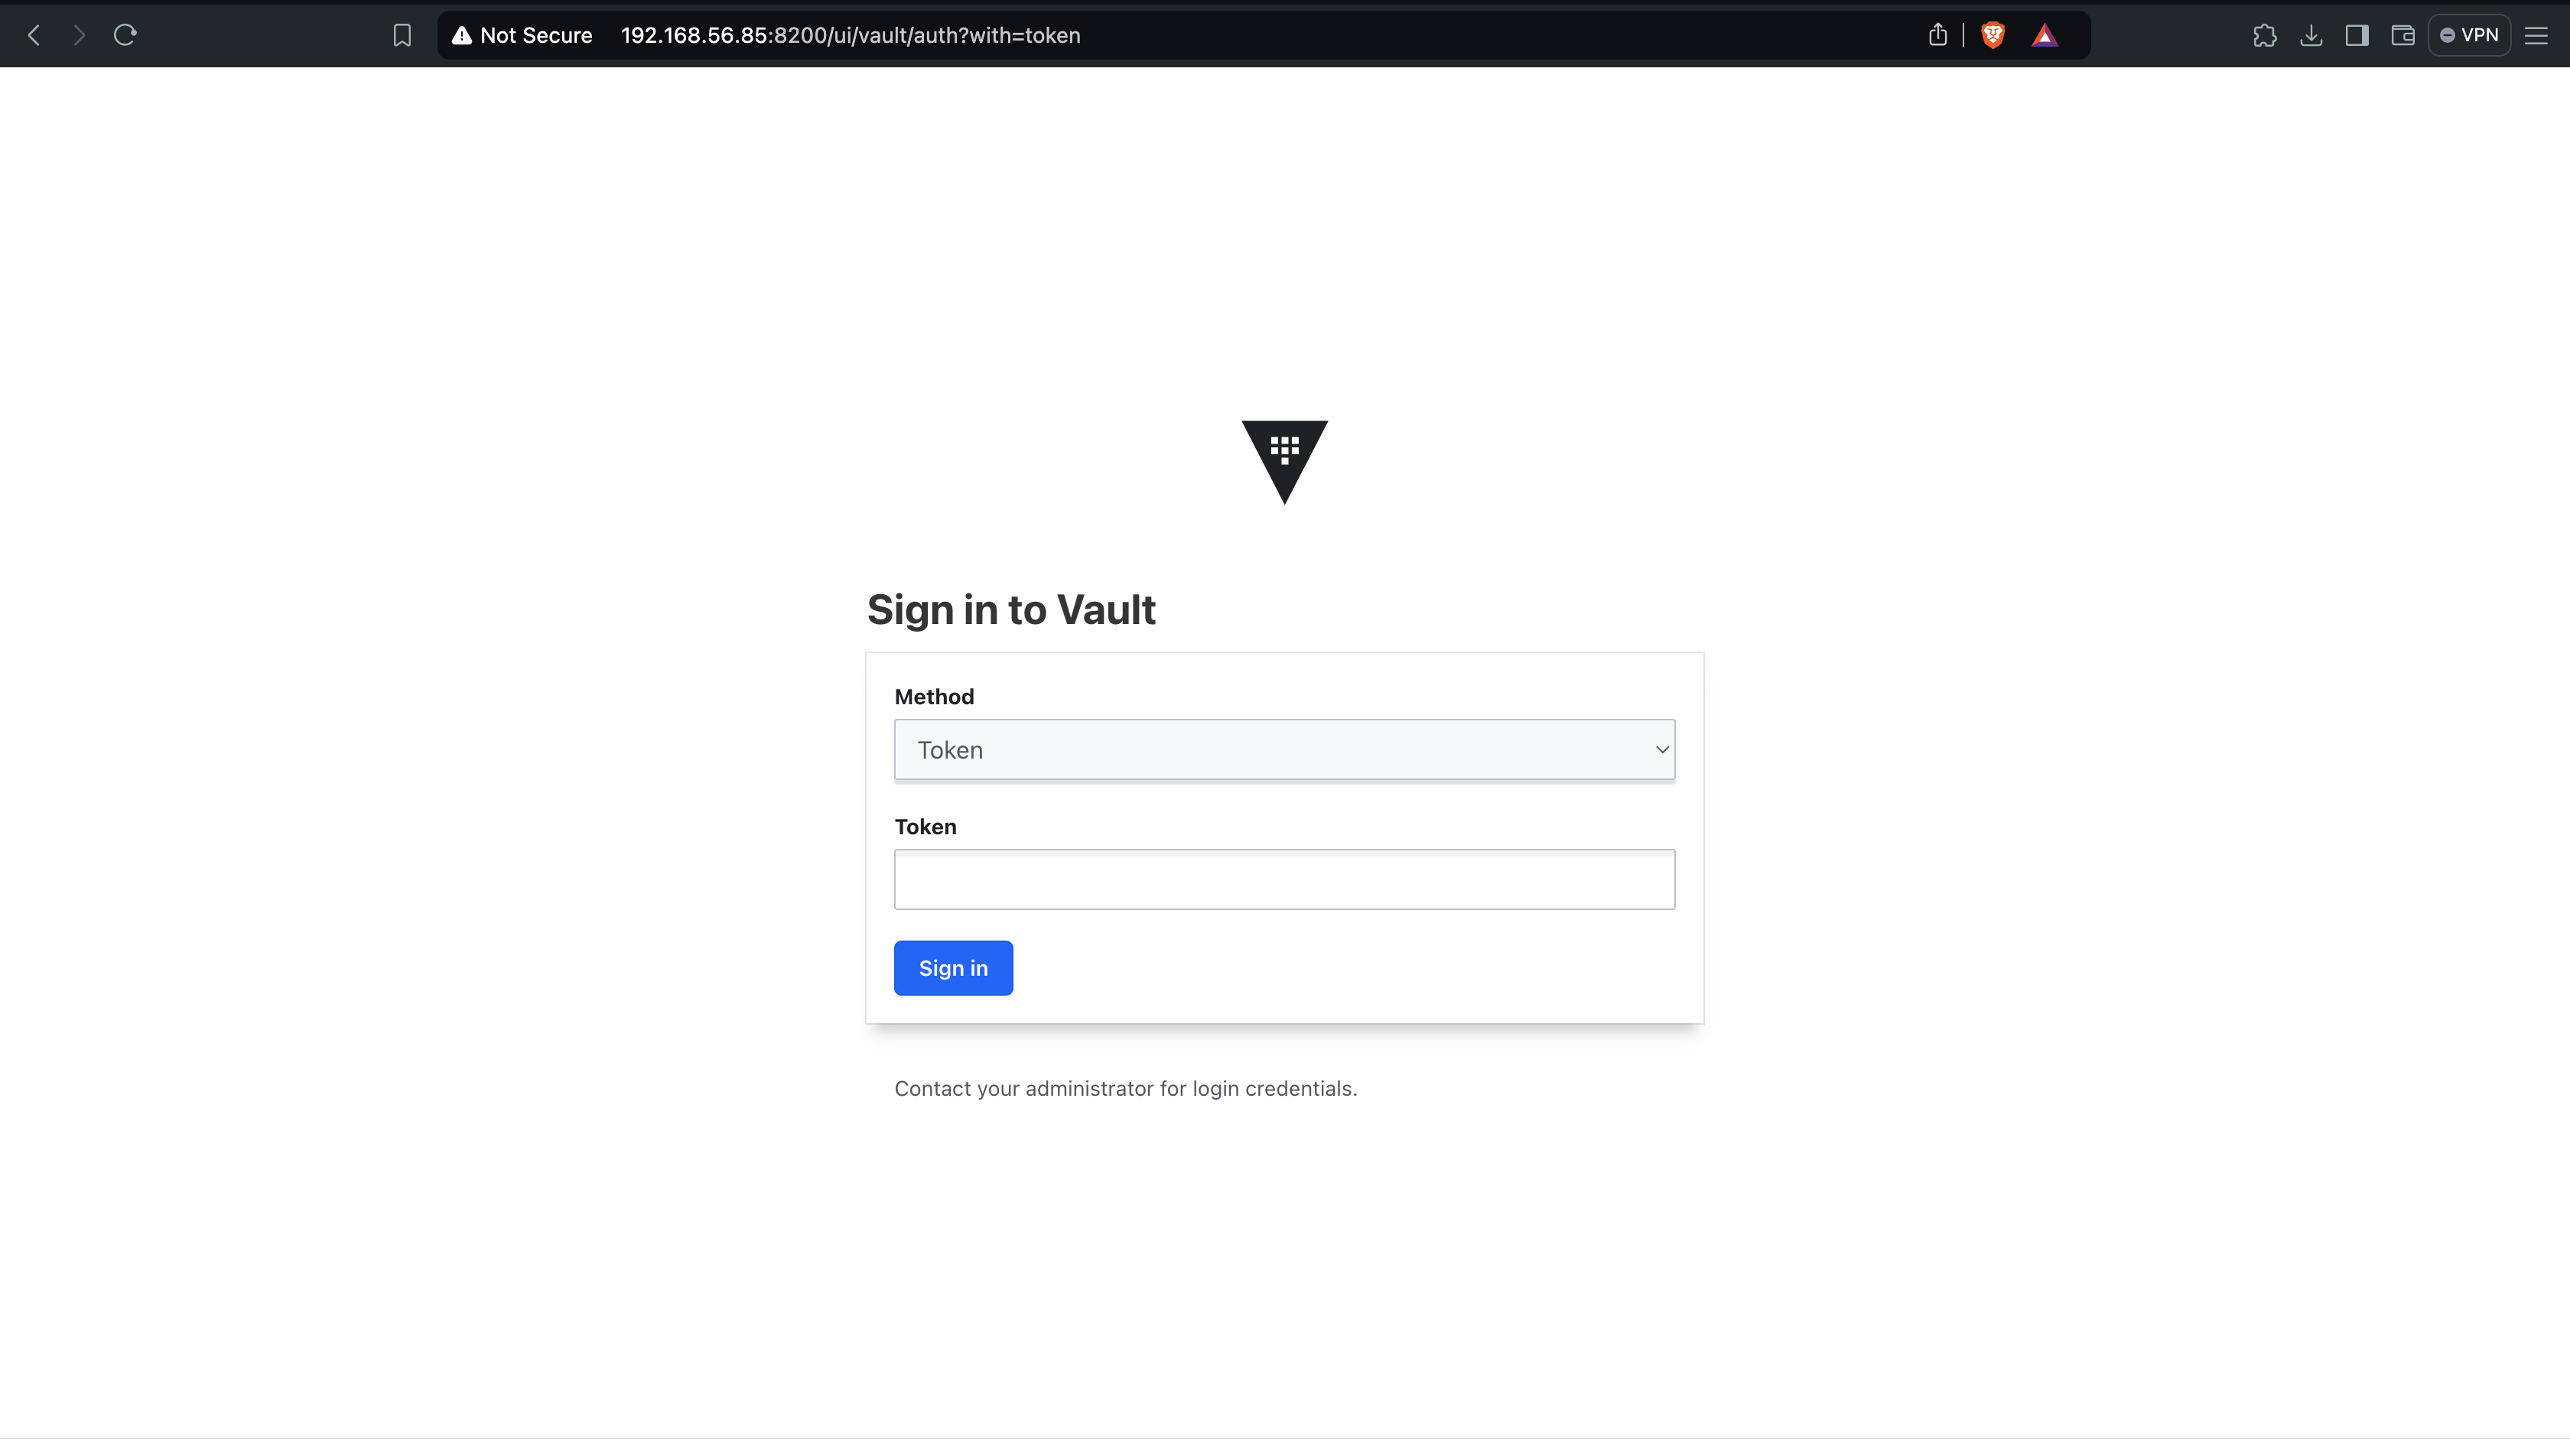 Not Secure 192.168.56.85:8200/ui/vault/auth?with=token VPN
Sign in to Vault
Method
Token
Token
Sign in
Contact your administrator for login credentials.